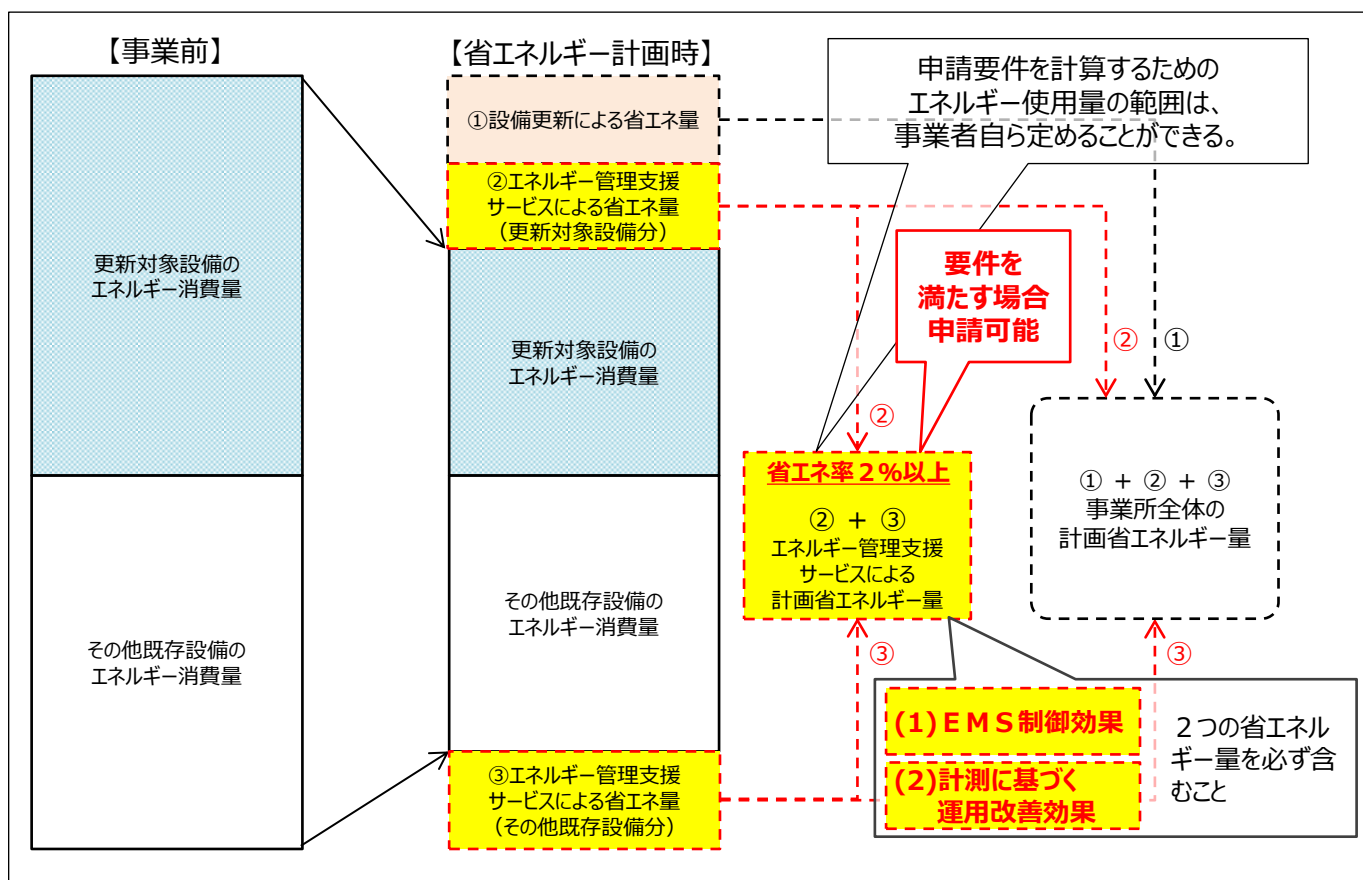 【事業前】
更新対象設備の
エネルギー消費量
その他既存設備の
エネルギー消費量
【省エネルギー計画時】
①設備更新による省エネ量
②エネルギー管理支援
サービスによる省エネ量
（更新対象設備分）
更新対象設備の
エネルギー消費量
その他既存設備の
エネルギー消費量
③エネルギー管理支援
サービスによる省エネ量
（その他既存設備分）
申請要件を計算するための
エネルギー使用量の範囲は、
事業者自ら定めることができる。
要件を
満たす場合
申請可能
②
①
②
省エネ率２％以上
② + ③
エネルギー管理支援
サービスによる
計画省エネルギー量
① + ② + ③
事業所全体の
計画省エネルギー量
③
③
(1)ＥＭＳ制御効果
(2)計測に基づく
運用改善効果
２つの省エネル
ギー量を必ず含
むこと